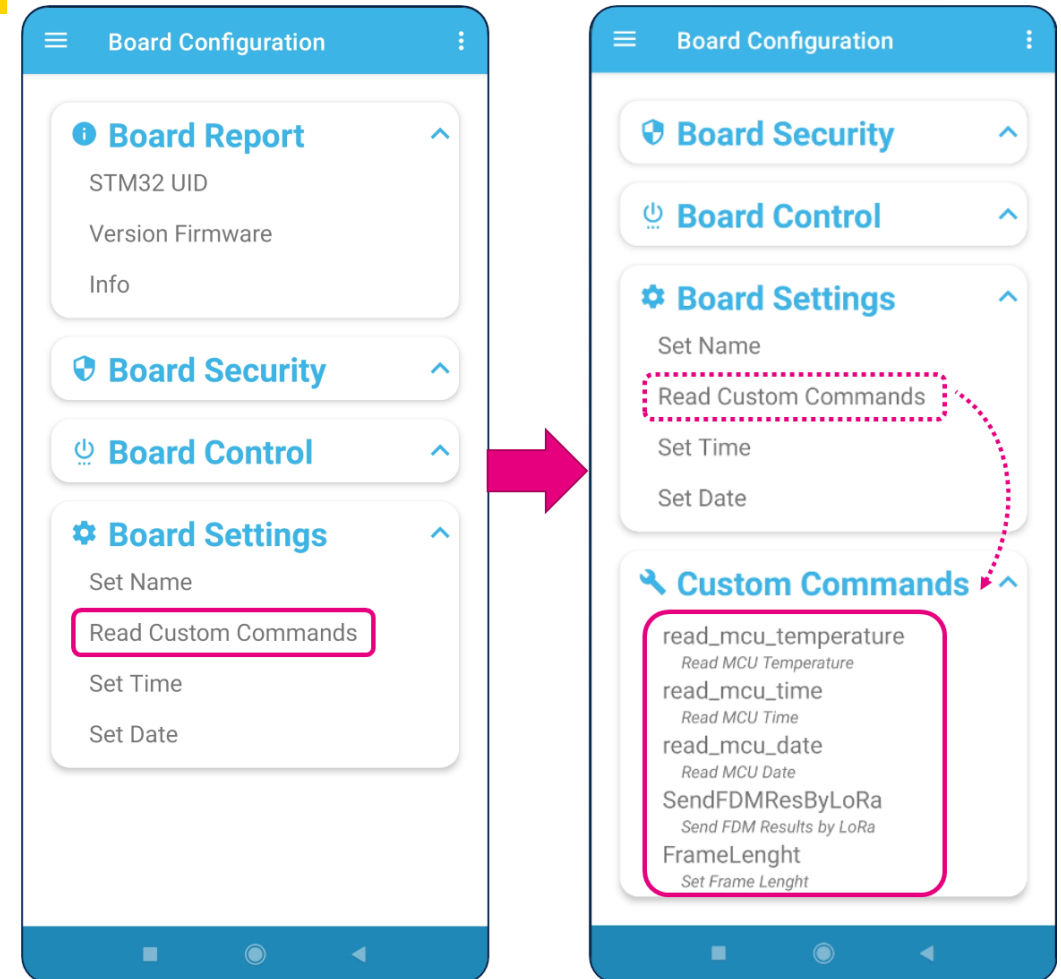 Board Configuration
Board Report
STM32 UID
Version Firmware
Info
Board Security
Board Control
Board Settings
Set Name
Read Custom Commands
Set Time
Set Date
Board Configuration
Board Security
Board Control
Board Settings
Set Name
Read Custom Commands
Set Time
Set Date
Custom Commands
read_mcu_temperature
Read MCU Temperature
read_mcu_time
Read MCU Time
read_mcu_date
Read MCU Date
SendFDMResByLoRa
Send FDM Results by LoRa
FrameLenght
Set Frame Lenght